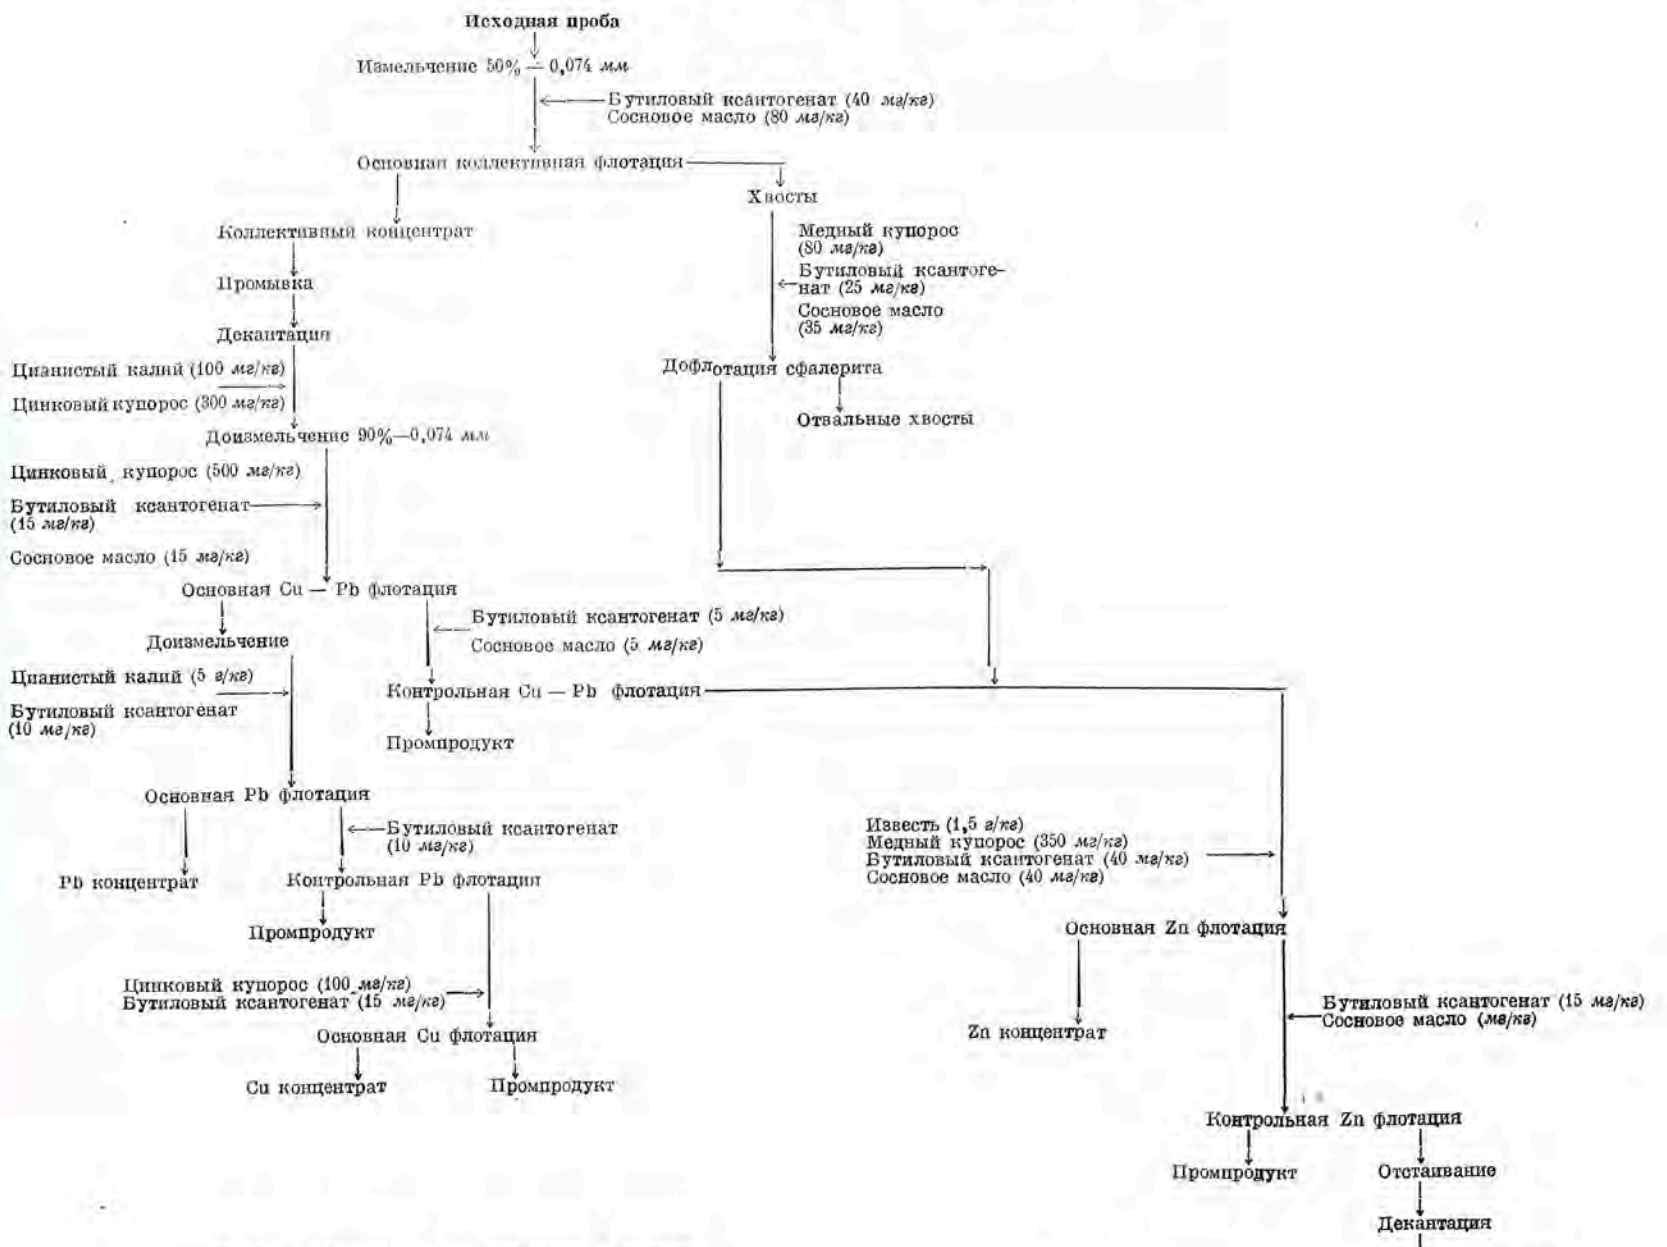 Исходная проба
Измельчение 50% — 0,074 мм
Бутиловый ксантогенат (40 мг/кг)
Сосновое масло (80 мг/кг)
Основная коллективная флотация
Хвосты
Коллективный концентрат
Медный купорос
(80 мг/кг)
Бутиловый ксантоге-
нат (25 мг/кг)
Сосновое масло
(35 мг/кг)
Промывка
Декантация
Дофлотация сфалерита
Отвальные хвосты
Цианистый калий (100 мг/кг)
Цинковый купорос (300 мг/кг)
Доизмельчение 90%—0,074 мм
Цинковый купорос (500 мг/кг)
Бутиловый ксантогенат
(15 мг/кг)
Сосновое масло (15 мг/кг)
Основная Cu — Pb флотация
Бутиловый ксантогенат (5 мг/кг)
Сосновое масло (5 мг/кг)
Доизмельчение
Цианистый калий (5 г/кг)
Бутиловый ксантогенат
(10 мг/кг)
Контрольная Cu — Pb флотация
Промпродукт
Основная Pb флотация
Бутиловый ксантогенат
(10 мг/кг)
Pb концентрат
Контрольная Pb флотация
Промпродукт
Цинковый купорос (100 мг/кг)
Бутиловый ксантогенат (15 мг/кг)
Основная Cu флотация
Cu концентрат
Промпродукт
Известь (1,5 г/кг)
Медный купорос (350 мг/кг)
Бутиловый ксантогенат (40 мг/кг)
Сосновое масло (40 мг/кг)
Основная Zn флотация
Zn концентрат
Бутиловый ксантогенат (15 мг/кг)
Сосновое масло (мг/кг)
Контрольная Zn флотация
Промпродукт
Отстаивание
Декантация